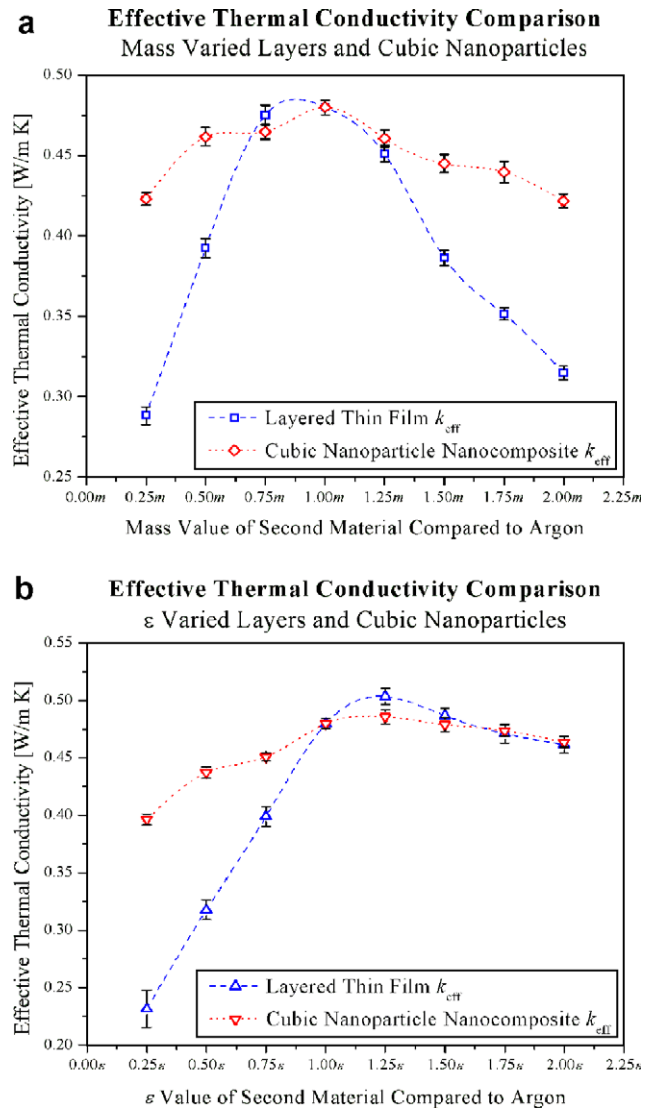 a
Effective Thermal Conductivity Comparison
Mass Varied Layers and Cubic Nanoparticles
Effective Thermal Conductivity [W/m K]
0.50
0.45
0.40
0.35
0.30
0.25
Layered Thin Film k_eff
Cubic Nanoparticle Nanocomposite k_eff
0.00m 0.25m 0.50m 0.75m 1.00m 1.25m 1.50m 1.75m 2.00m 2.25m
Mass Value of Second Material Compared to Argon
b
Effective Thermal Conductivity Comparison
ε Varied Layers and Cubic Nanoparticles
Effective Thermal Conductivity [W/m K]
0.55
0.50
0.45
0.40
0.35
0.30
0.25
0.20
Layered Thin Film k_eff
Cubic Nanoparticle Nanocomposite k_eff
0.00ε 0.25ε 0.50ε 0.75ε 1.00ε 1.25ε 1.50ε 1.75ε 2.00ε 2.25ε
ε Value of Second Material Compared to Argon